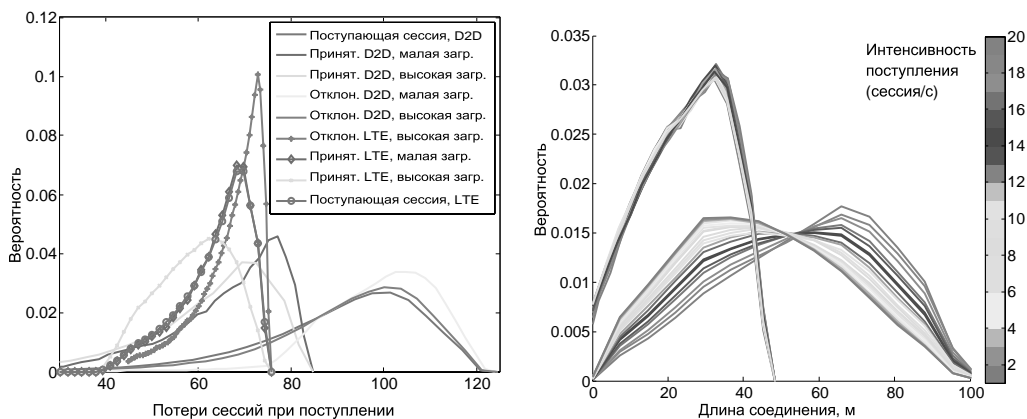 0.12
0.1
0.08
0.06
0.04
0.02
0
40 60 80 100 120
Вероятность
Потери сессий при поступлении
Поступающая сессия, D2D
Принят. D2D, малая загр.
Принят. D2D, высокая загр.
Отклон. D2D, малая загр.
Отклон. D2D, высокая загр.
Отклон. LTE, высокая загр.
Принят. LTE, малая загр.
Принят. LTE, высокая загр.
Поступающая сессия, LTE
0.035
0.03
0.025
0.02
0.015
0.01
0.005
0
0 20 40 60 80 100
Вероятность
Длина соединения, м
Интенсивность
поступления
(сессия/с)
20
18
16
14
12
10
8
6
4
2